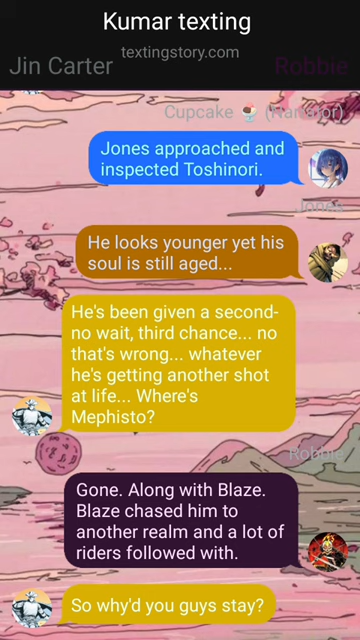 Kumar texting
textingstory.com
Jin Carter
Robbie
Cupcake 🍨 (Narrator)
Jones approached and
inspected Toshinori.
Jones
He looks younger yet his
soul is still aged...
He's been given a second-
no wait, third chance... no
that's wrong... whatever
he's getting another shot
at life... Where's
Mephisto?
Robbie
Gone. Along with Blaze.
Blaze chased him to
another realm and a lot of
riders followed with.
So why'd you guys stay?